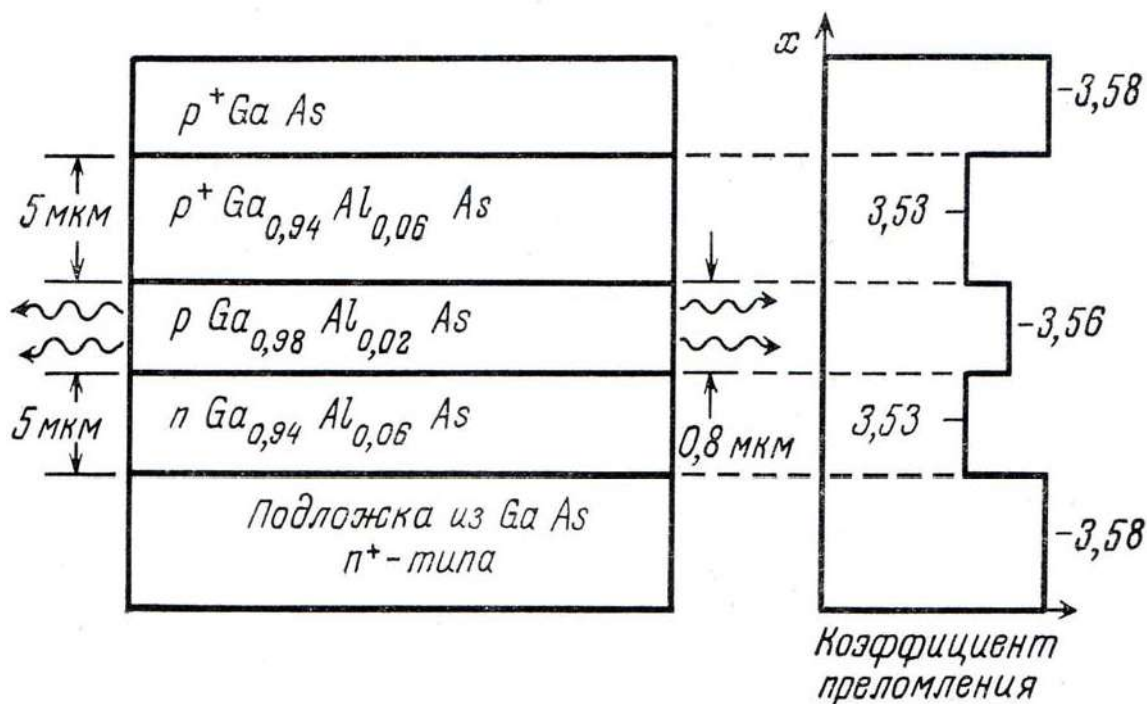 p⁺Ga As
5 мкм
p⁺ Ga₀,₉₄ Al₀,₀₆ As
p Ga₀,₉₈ Al₀,₀₂ As
5 мкм
n Ga₀,₉₄ Al₀,₀₆ As
0,8 мкм
Подложка из Ga As
n⁺-типа
x
-3,58
3,53 —
-3,56
3,53 —
-3,58
Коэффициент
преломления